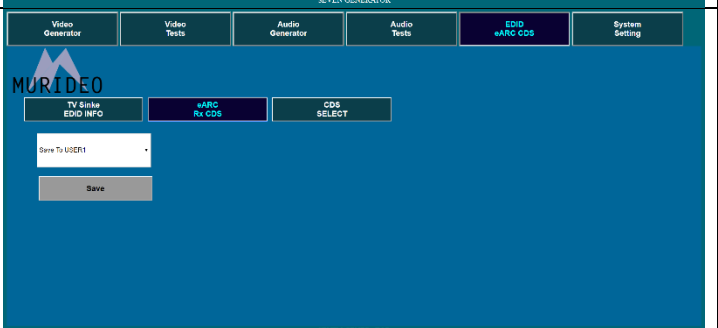 SEVEN GENERATOR
Video
Generator
Video
Tests
Audio
Generator
Audio
Tests
EDID
eARC CDS
System
Setting
MURIDEO
TV Sinke
EDID INFO
eARC
Rx CDS
CDS
SELECT
Save To USER1
Save